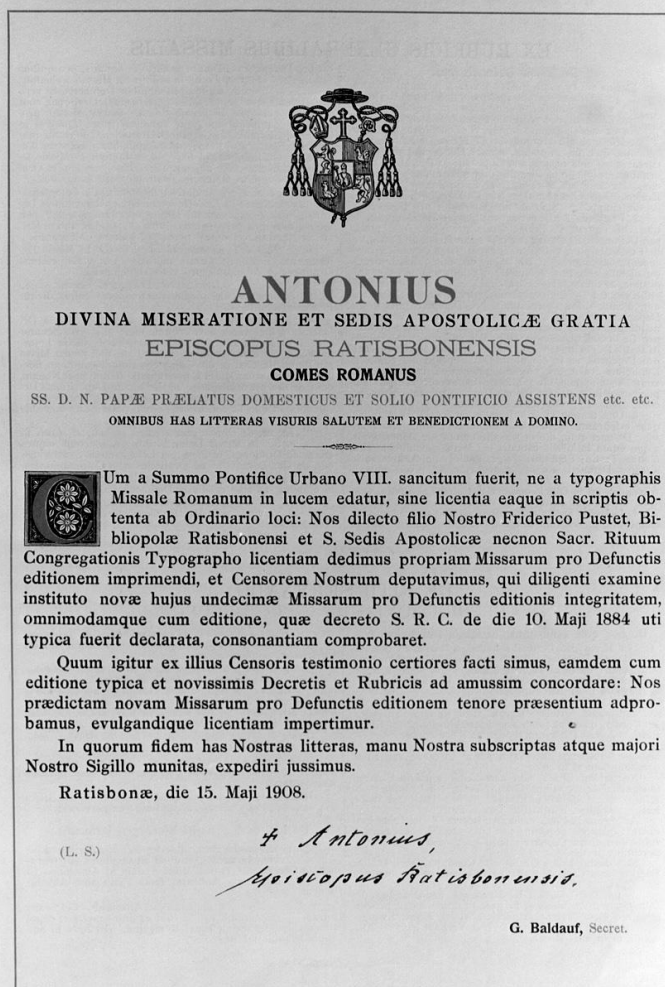 ANTONIUS
DIVINA MISERATIONE ET SEDIS APOSTOLICÆ GRATIA
EPISCOPUS RATISBONENSIS
COMES ROMANUS
SS. D. N. PAPÆ PRÆLATUS DOMESTICUS ET SOLIO PONTIFICIO ASSISTENS etc. etc.
OMNIBUS HAS LITTERAS VISURIS SALUTEM ET BENEDICTIONEM A DOMINO.
CUm a Summo Pontifice Urbano VIII. sancitum fuerit, ne a typographis
Missale Romanum in lucem edatur, sine licentia eaque in scriptis ob-
tenta ab Ordinario loci: Nos dilecto filio Nostro Friderico Pustet, Bi-
bliopolæ Ratisbonensi et S. Sedis Apostolicæ necnon Sacr. Rituum
Congregationis Typographo licentiam dedimus propriam Missarum pro Defunctis
editionem imprimendi, et Censorem Nostrum deputavimus, qui diligenti examine
instituto novæ hujus undecimæ Missarum pro Defunctis editionis integritatem,
omnimodamque cum editione, quæ decreto S. R. C. de die 10. Maji 1884 uti
typica fuerit declarata, consonantiam comprobaret.
Quum igitur ex illius Censoris testimonio certiores facti simus, eamdem cum
editione typica et novissimis Decretis et Rubricis ad amussim concordare: Nos
prædictam novam Missarum pro Defunctis editionem tenore præsentium adpro-
bamus, evulgandique licentiam impertimur.
In quorum fidem has Nostras litteras, manu Nostra subscriptas atque majori
Nostro Sigillo munitas, expediri jussimus.
Ratisbonæ, die 15. Maji 1908.
(L. S.)
+ Antonius,
Episcopus Ratisbonensis.
G. Baldauf, Secret.